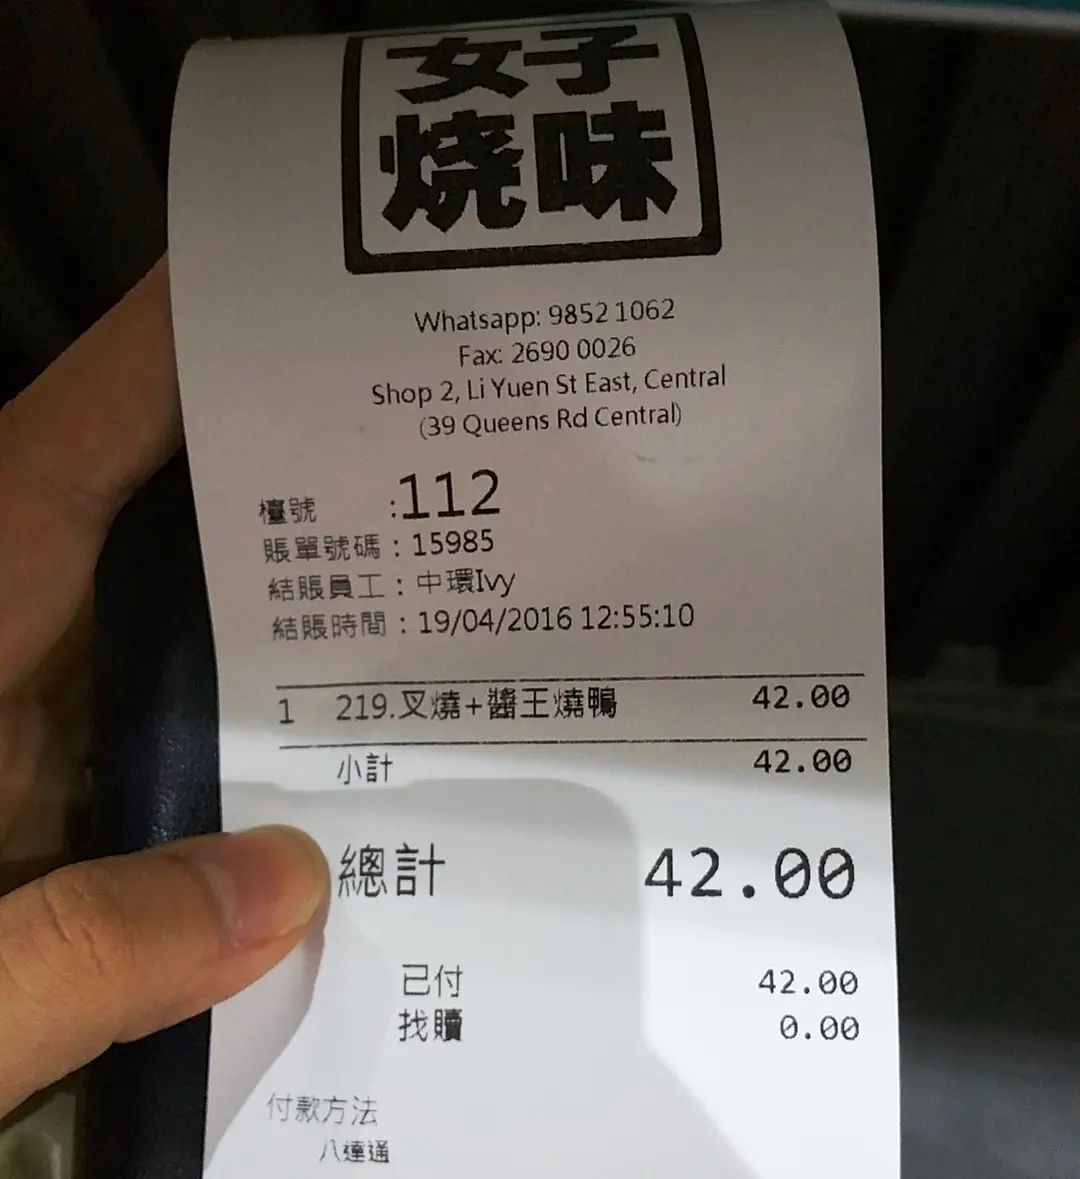 女子
燒味
Whatsapp: 9852 1062
Fax: 2690 0026
Shop 2, Li Yuen St East, Central
(39 Queens Rd Central)
檯號 :112
賬單號碼 : 15985
結賬員工 : 中環Ivy
結賬時間 : 19/04/2016 12:55:10
1 219.叉燒+醬王燒鴨 42.00
小計 42.00
總計 42.00
已付 42.00
找贖 0.00
付款方法
八達通